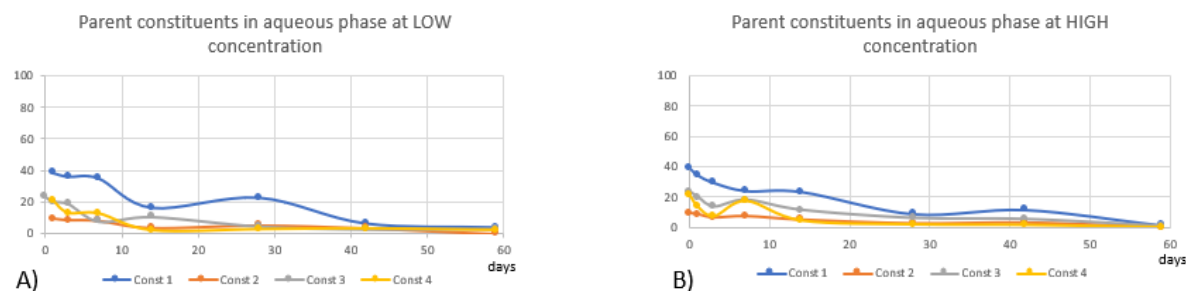 Parent constituents in aqueous phase at LOW
concentration
100
80
60
40
20
0
0 10 20 30 40 50 60
days
A)
Const 1 Const 2 Const 3 Const 4
Parent constituents in aqueous phase at HIGH
concentration
100
80
60
40
20
0
0 10 20 30 40 50 60
days
B)
Const 1 Const 2 Const 3 Const 4